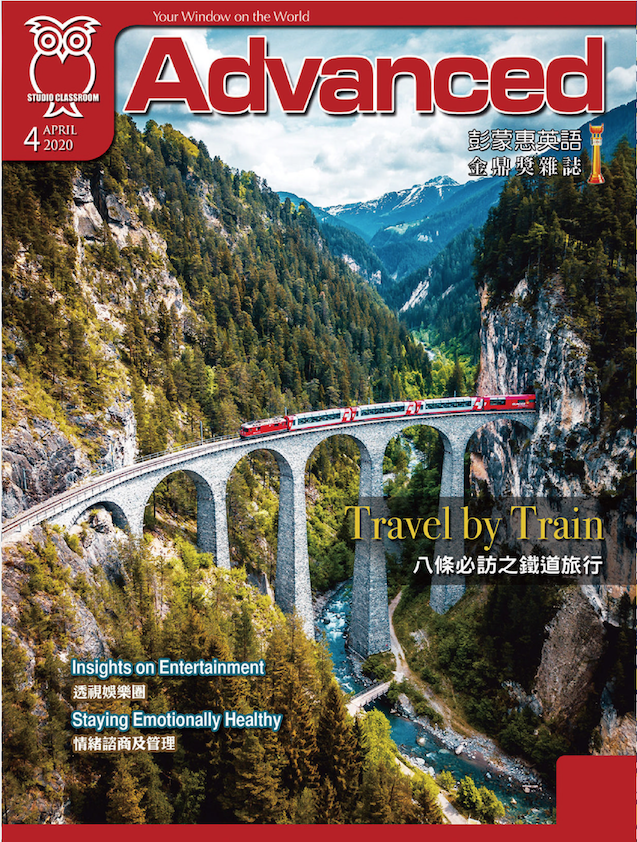 Your Window on the World
STUDIO CLASSROOM
Advanced
4 APRIL
2020
彭蒙惠英語
金鼎獎雜誌
Travel by Train
八條必訪之鐵道旅行
Insights on Entertainment
透視娛樂圈
Staying Emotionally Healthy
情緒諮商及管理